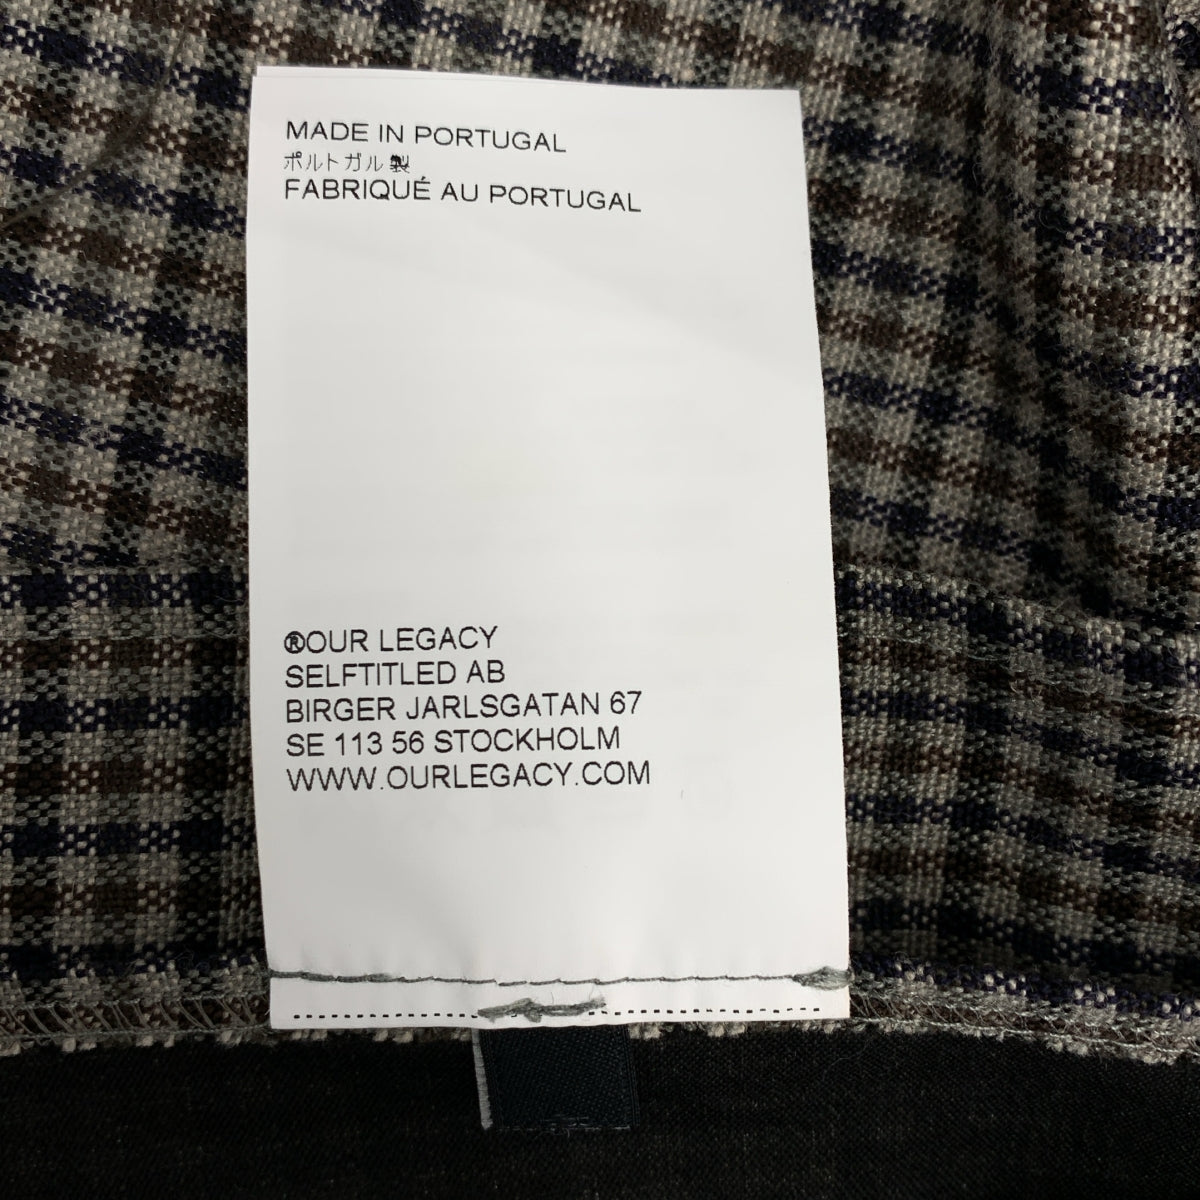 MADE IN PORTUGAL
ポルトガル製
FABRIQUÉ AU PORTUGAL
®OUR LEGACY
SELFTITLED AB
BIRGER JARLSGATAN 67
SE 113 56 STOCKHOLM
WWW.OURLEGACY.COM